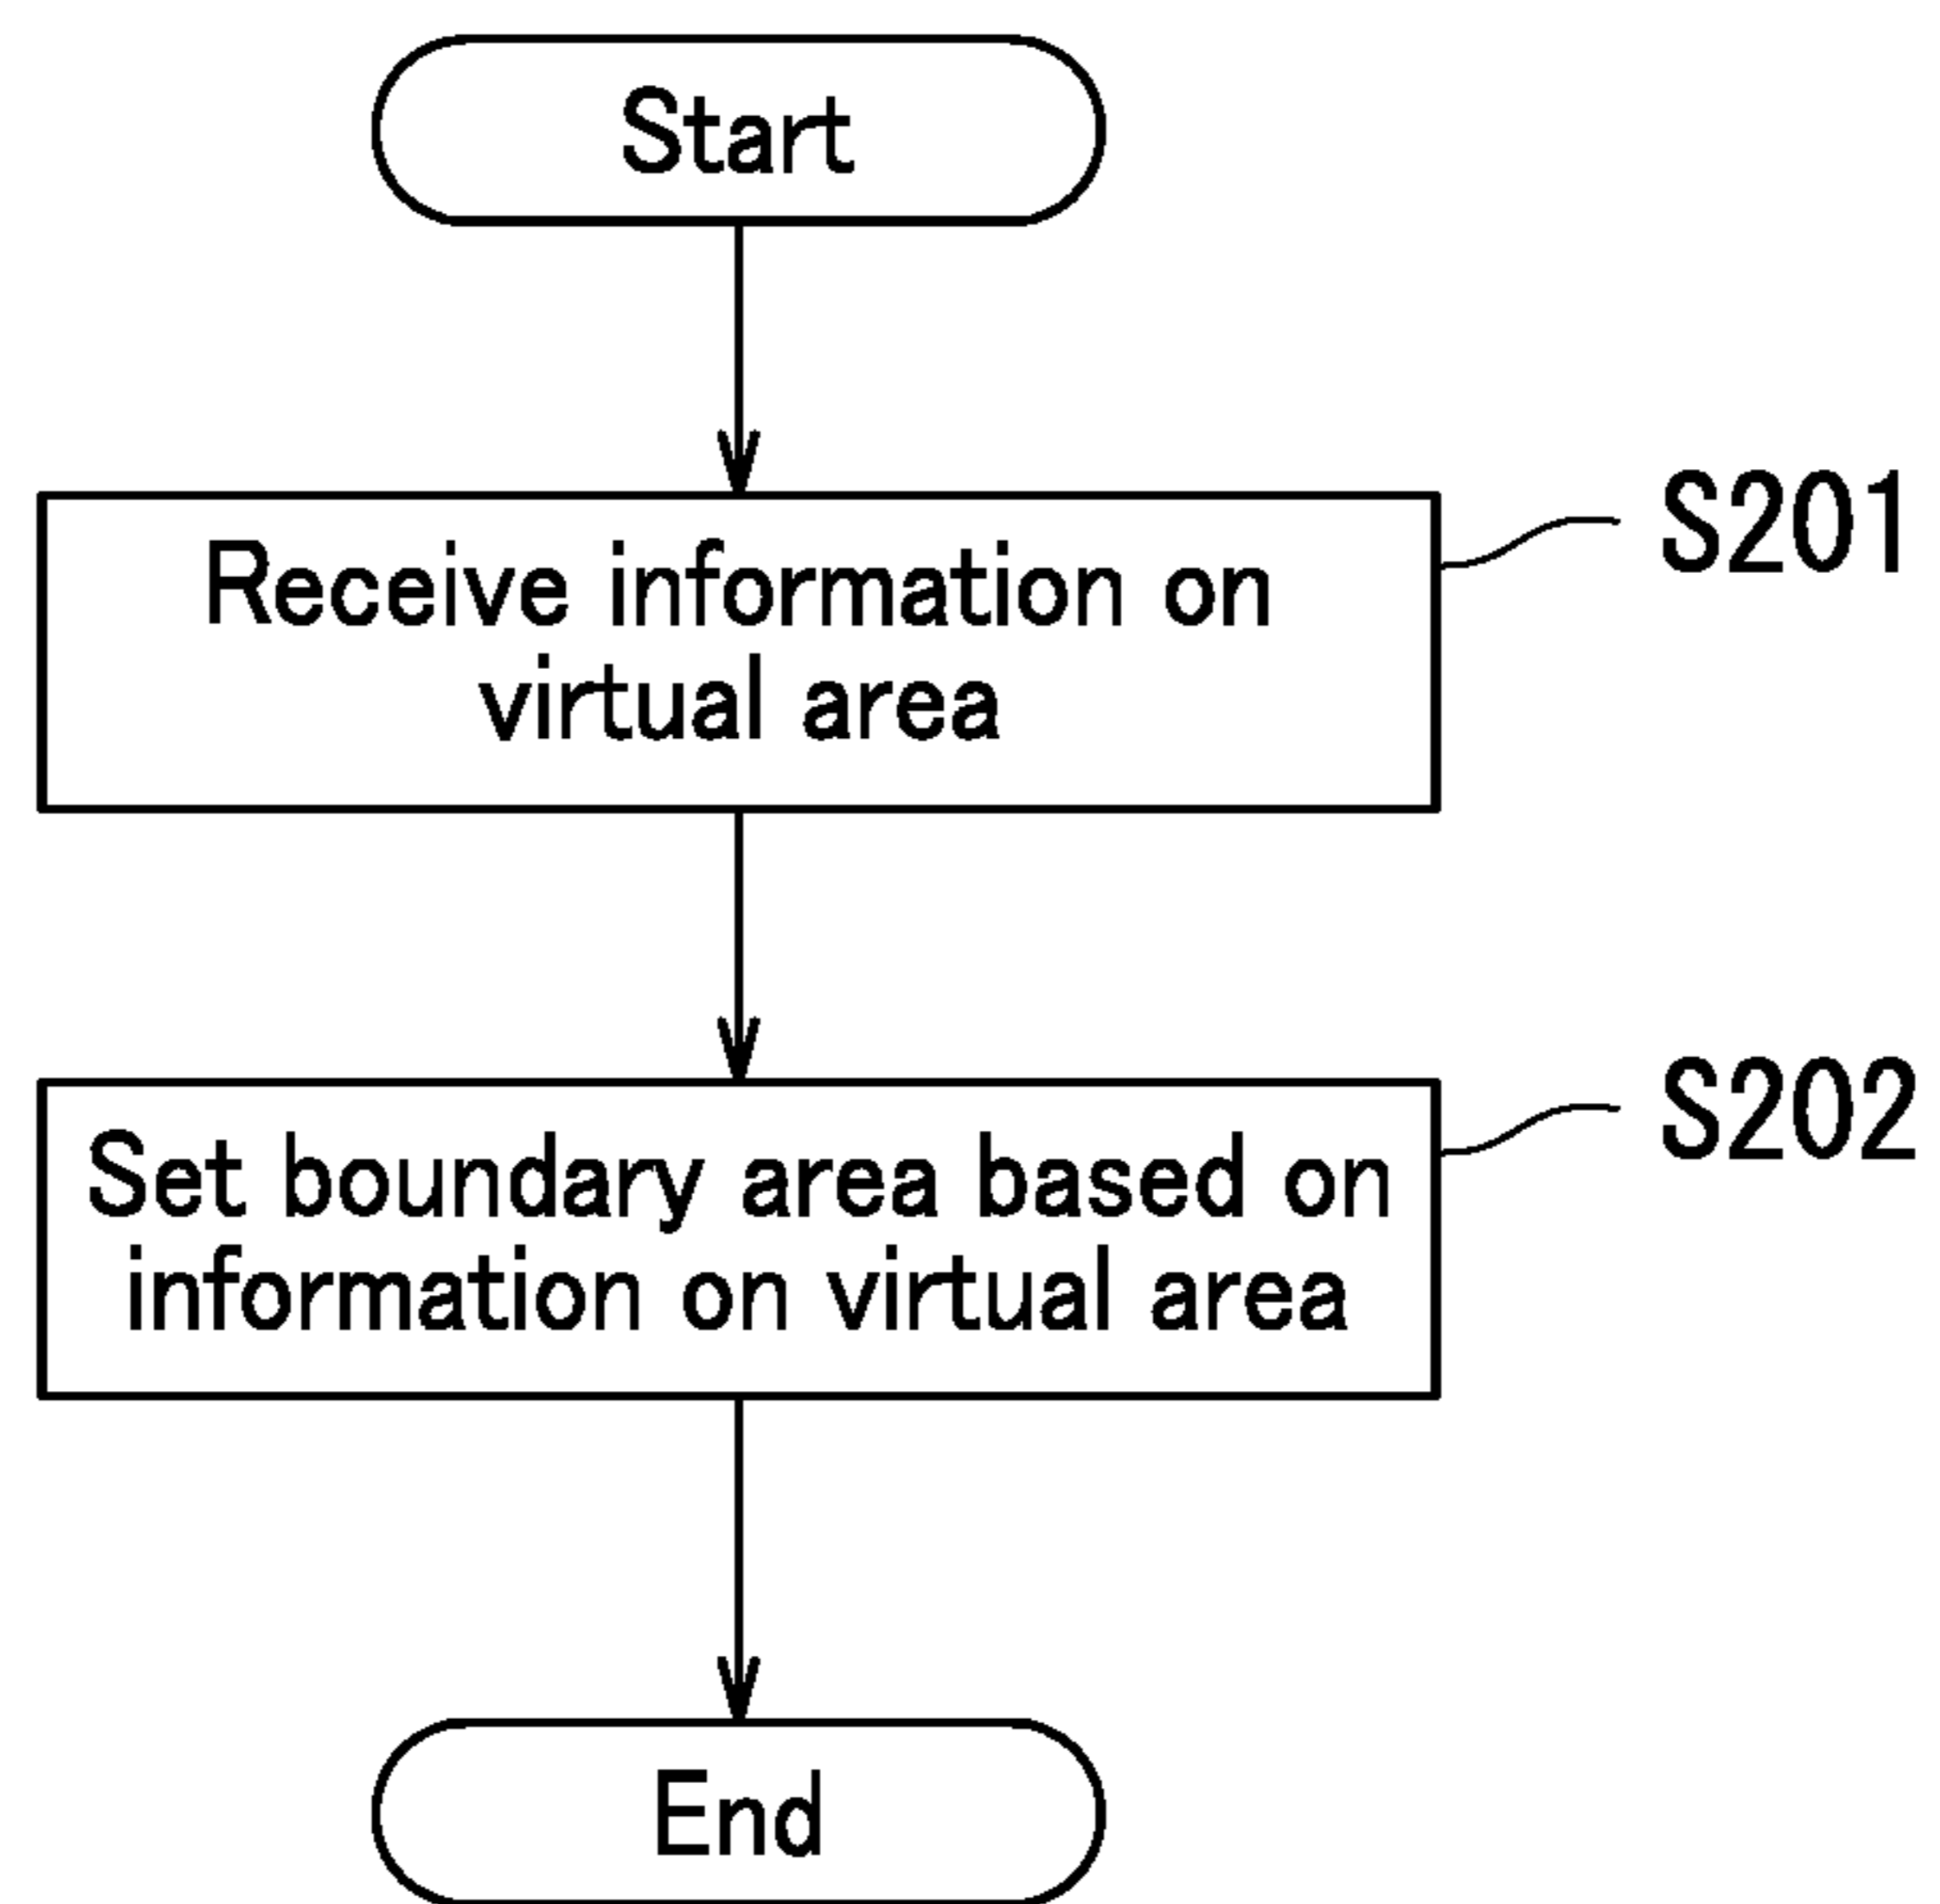 Start
Receive information on
virtual area
S201
Set boundary area based on
information on virtual area
S202
End